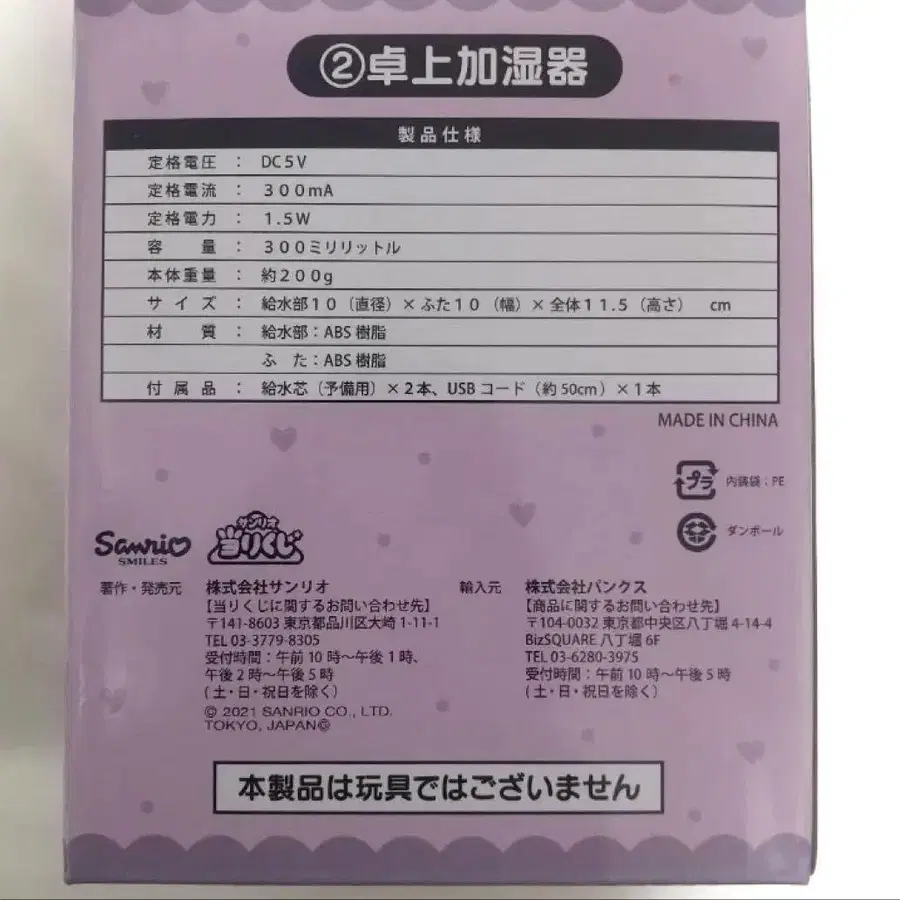 ②卓上加湿器
製品仕様
定格電圧 : DC5V
定格電流 : 300mA
定格電力 : 1.5W
容量 : 300ミリリットル
本体重量 : 約200g
サイズ : 給水部10(直径)×ふた10(幅)×全体11.5(高さ) cm
材質 : 給水部:ABS樹脂
ふた:ABS樹脂
付属品 : 給水芯(予備用)×2本、USBコード(約50cm)×1本
MADE IN CHINA
プラ 内袋:PE
ダンボール
Sanrio
SMILES
サンリオ
当りくじ
著作・発売元 株式会社サンリオ
【当りくじに関するお問い合わせ先】
〒141-8603 東京都品川区大崎1-11-1
TEL 03-3779-8305
受付時間:午前10時～午後1時、
午後2時～午後5時
(土・日・祝日を除く)
© 2021 SANRIO CO., LTD.
TOKYO, JAPAN Ⓛ
輸入元 株式会社バンクス
【商品に関するお問い合わせ先】
〒104-0032 東京都中央区八丁堀4-14-4
BizSQUARE八丁堀6F
TEL 03-6280-3975
受付時間:午前10時～午後5時
(土・日・祝日を除く)
本製品は玩具ではございません